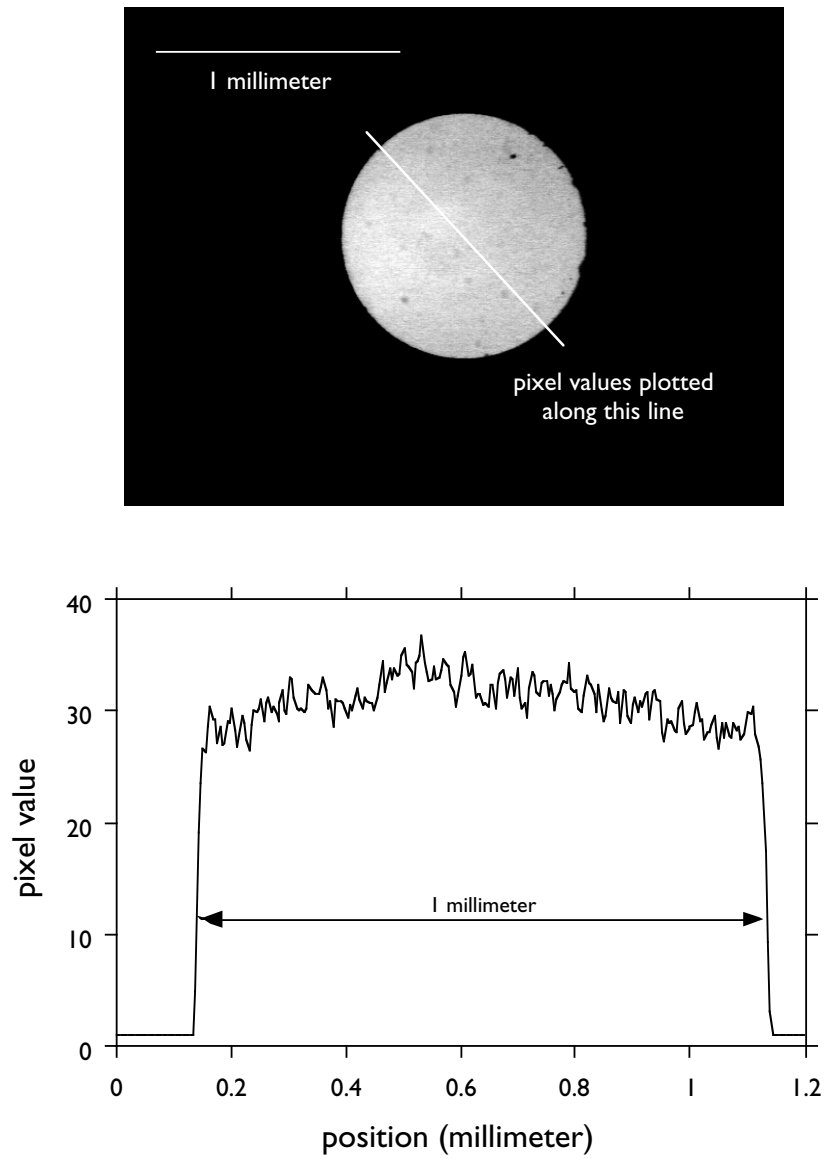 1 millimeter
pixel values plotted
along this line
40
30
20
10
0
pixel value
1 millimeter
0 0.2 0.4 0.6 0.8 1 1.2
position (millimeter)